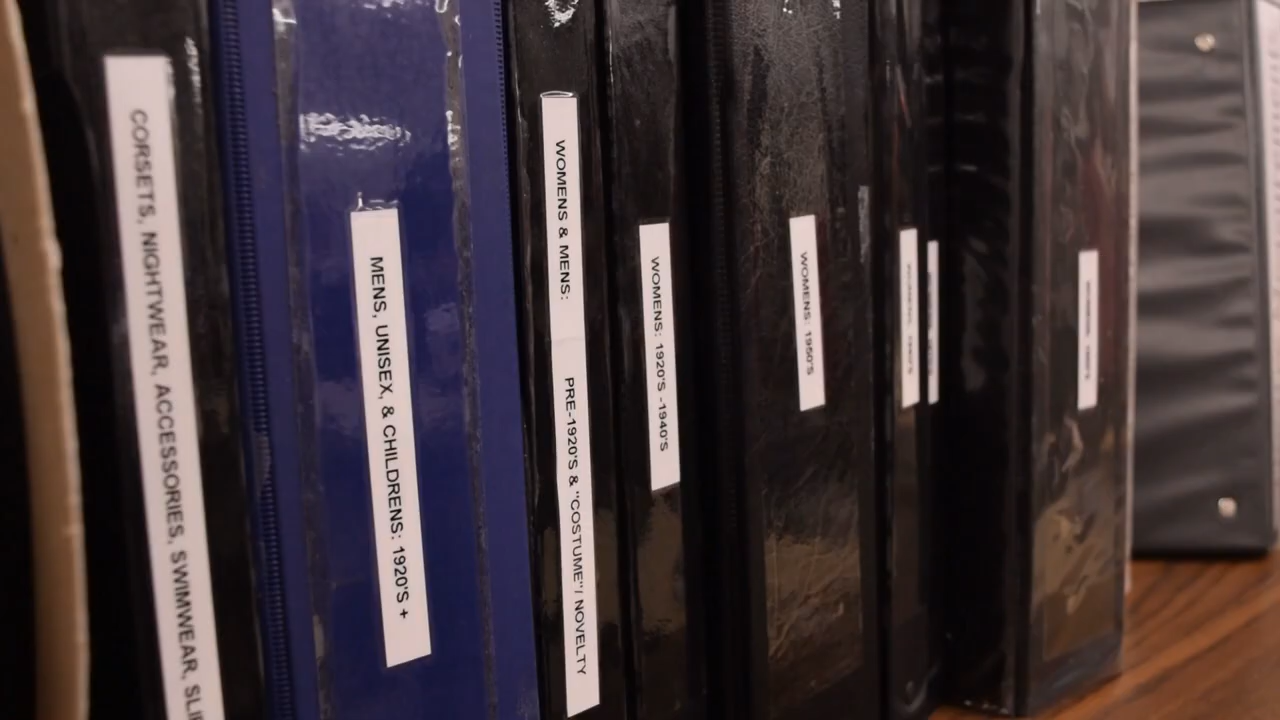 CORSETS, NIGHTWEAR, ACCESSORIES, SWIMWEAR,
MENS, UNISEX, & CHILDRENS: 1920'S +
WOMENS & MENS: PRE-1920'S & "COSTUME"/ NOVELTY
WOMENS: 1920'S -1940'S
WOMENS: 1950'S